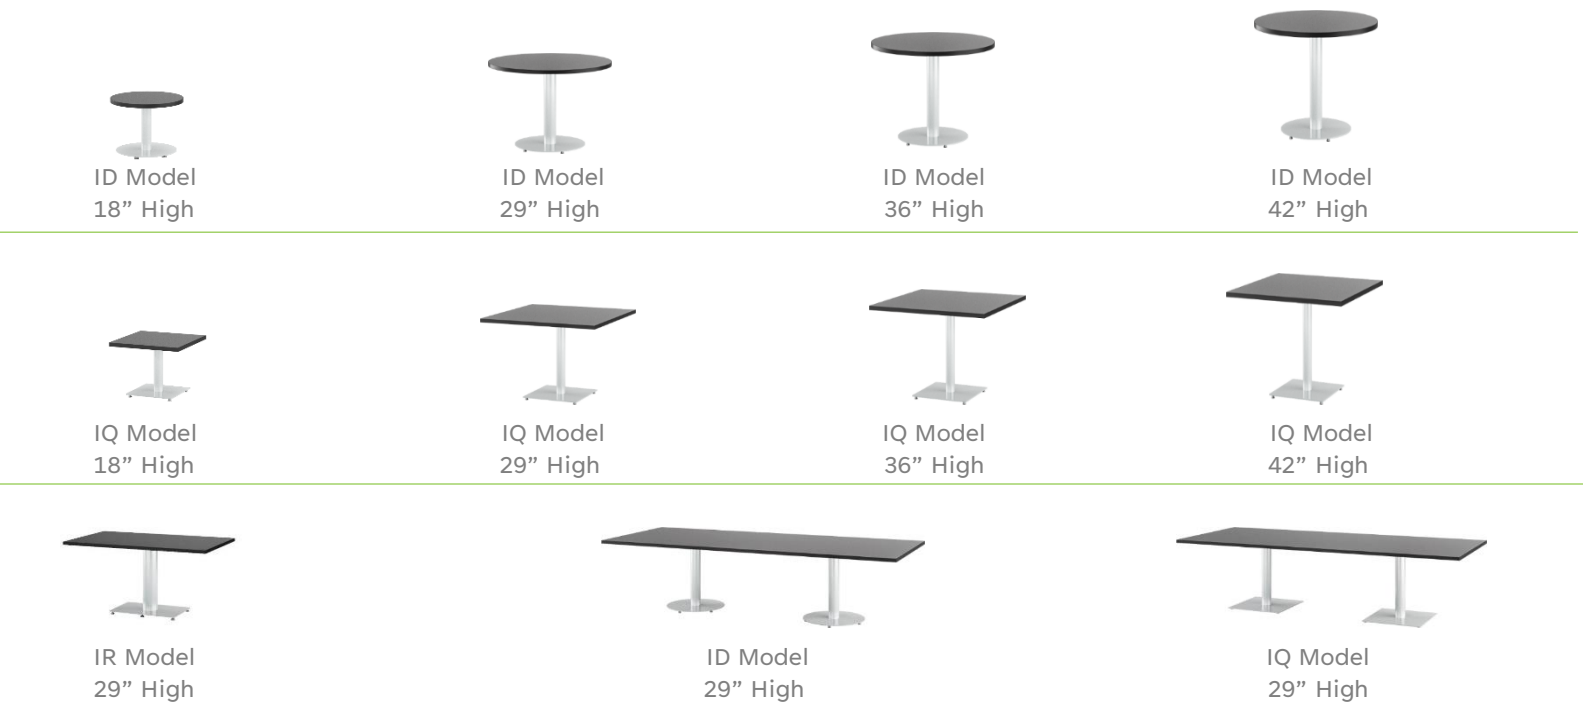 ID Model
18” High
ID Model
29” High
ID Model
36” High
ID Model
42” High
IQ Model
18” High
IQ Model
29” High
IQ Model
36” High
IQ Model
42” High
IR Model
29” High
ID Model
29” High
IQ Model
29” High